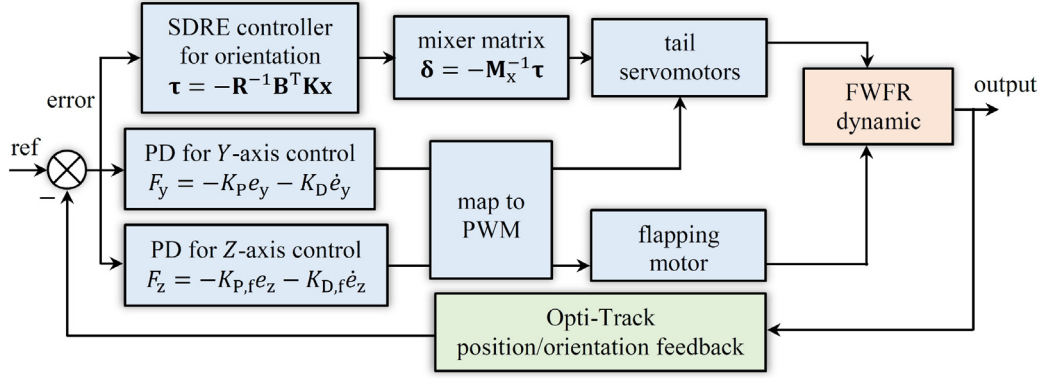 SDRE controller
for orientation
𝛕 = −𝐑⁻¹𝐁ᵀ𝐊𝐱
mixer matrix
𝛅 = −𝐌ₓ⁻¹𝛕
tail
servomotors
FWFR
dynamic
output
error
ref
−
PD for Y-axis control
F_y = −K_P e_y − K_D ė_y
map to
PWM
PD for Z-axis control
F_z = −K_P,f e_z − K_D,f ė_z
flapping
motor
Opti-Track
position/orientation feedback